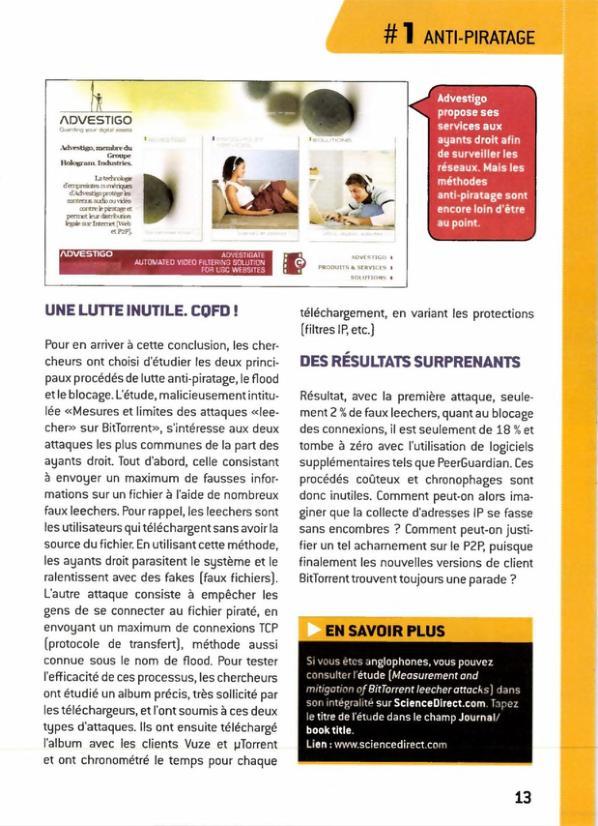 #1 ANTI-PIRATAGE
ADVESTIGO
Guarding your digital assets
Advestigo, membre du
Groupe
Hologram. Industries.
La technologie
d'empreintes numériques
d'Advestigo protège les
contenus audio ou vidéo
contre le piratage et
permet leur distribution
légale sur Internet (Web
et P2P).
ADVESTIGO
SOLUTIONS
ADVESTIGO
ADVESTIGATE
AUTOMATED VIDEO FILTERING SOLUTION
FOR UGC WEBSITES
ADVESTIGO
PRODUITS & SERVICES
SOLUTIONS
Advestigo
propose ses
services aux
ayants droit afin
de surveiller les
réseaux. Mais les
méthodes
anti-piratage sont
encore loin d'être
au point.
UNE LUTTE INUTILE. CQFD !
Pour en arriver à cette conclusion, les cher-
cheurs ont choisi d'étudier les deux princi-
paux procédés de lutte anti-piratage, le flood
et le blocage. L'étude, malicieusement intitu-
lée «Mesures et limites des attaques «lee-
cher» sur BitTorrent», s'intéresse aux deux
attaques les plus communes de la part des
ayants droit. Tout d'abord, celle consistant
à envoyer un maximum de fausses infor-
mations sur un fichier à l'aide de nombreux
faux leechers. Pour rappel, les leechers sont
les utilisateurs qui téléchargent sans avoir la
source du fichier. En utilisant cette méthode,
les ayants droit parasitent le système et le
ralentissent avec des fakes (faux fichiers).
L'autre attaque consiste à empêcher les
gens de se connecter au fichier piraté, en
envoyant un maximum de connexions TCP
(protocole de transfert), méthode aussi
connue sous le nom de flood. Pour tester
l'efficacité de ces processus, les chercheurs
ont étudié un album précis, très sollicité par
les téléchargeurs, et l'ont soumis à ces deux
types d'attaques. Ils ont ensuite téléchargé
l'album avec les clients Vuze et µTorrent
et ont chronométré le temps pour chaque
téléchargement, en variant les protections
(filtres IP, etc.)
DES RÉSULTATS SURPRENANTS
Résultat, avec la première attaque, seule-
ment 2 % de faux leechers, quant au blocage
des connexions, il est seulement de 18 % et
tombe à zéro avec l'utilisation de logiciels
supplémentaires tels que PeerGuardian. Ces
procédés coûteux et chronophages sont
donc inutiles. Comment peut-on alors ima-
giner que la collecte d'adresses IP se fasse
sans encombres ? Comment peut-on justi-
fier un tel acharnement sur le P2P, puisque
finalement les nouvelles versions de client
BitTorrent trouvent toujours une parade ?
EN SAVOIR PLUS
Si vous êtes anglophones, vous pouvez
consulter l'étude (Measurement and
mitigation of BitTorrent leecher attacks) dans
son intégralité sur ScienceDirect.com. Tapez
le titre de l'étude dans le champ Journal/
book title.
Lien : www.sciencedirect.com
13